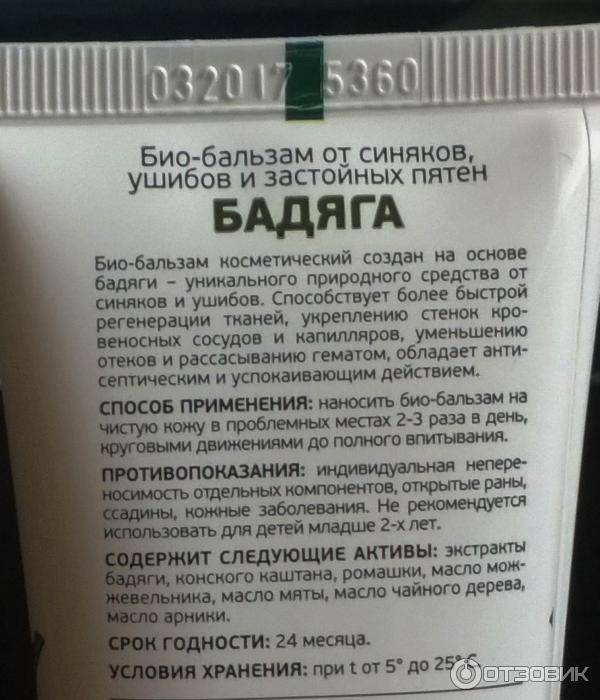 032017 5360
Био-бальзам от синяков,
ушибов и застойных пятен
БАДЯГА
Био-бальзам косметический создан на основе
бадяги – уникального природного средства от
синяков и ушибов. Способствует более быстрой
регенерации тканей, укреплению стенок кро-
веносных сосудов и капилляров, уменьшению
отеков и рассасыванию гематом, обладает анти-
септическим и успокаивающим действием.
СПОСОБ ПРИМЕНЕНИЯ: наносить био-бальзам на
чистую кожу в проблемных местах 2-3 раза в день,
круговыми движениями до полного впитывания.
ПРОТИВОПОКАЗАНИЯ: индивидуальная непере-
носимость отдельных компонентов, открытые раны,
ссадины, кожные заболевания. Не рекомендуется
использовать для детей младше 2-х лет.
СОДЕРЖИТ СЛЕДУЮЩИЕ АКТИВЫ: экстракты
бадяги, конского каштана, ромашки, масло мож-
жевельника, масло мяты, масло чайного дерева,
масло арники.
СРОК ГОДНОСТИ: 24 месяца.
УСЛОВИЯ ХРАНЕНИЯ: при t от 5° до 25° С
ОТЗОВИК